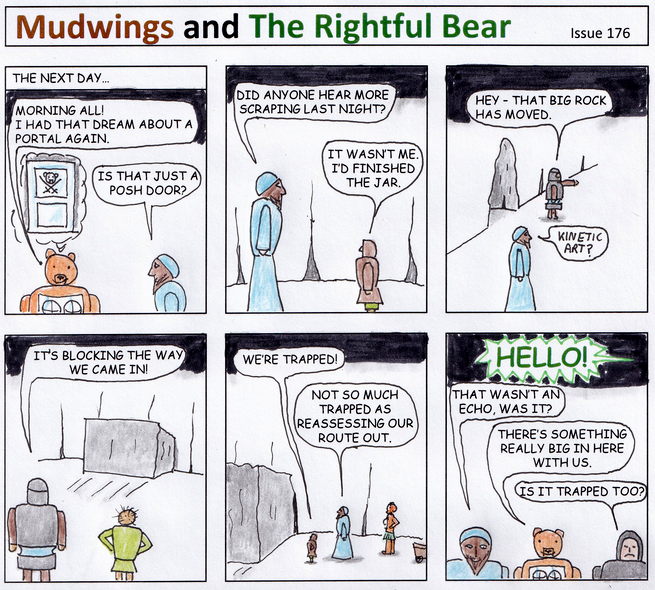 Mudwings and The Rightful Bear
Issue 176
THE NEXT DAY...
MORNING ALL!
I HAD THAT DREAM ABOUT A
PORTAL AGAIN.
IS THAT JUST A
POSH DOOR?
DID ANYONE HEAR MORE
SCRAPING LAST NIGHT?
IT WASN'T ME.
I'D FINISHED
THE JAR.
HEY - THAT BIG ROCK
HAS MOVED.
KINETIC
ART?
IT'S BLOCKING THE WAY
WE CAME IN!
WE'RE TRAPPED!
NOT SO MUCH
TRAPPED AS
REASSESSING OUR
ROUTE OUT.
HELLO!
THAT WASN'T AN
ECHO, WAS IT?
THERE'S SOMETHING
REALLY BIG IN HERE
WITH US.
IS IT TRAPPED TOO?